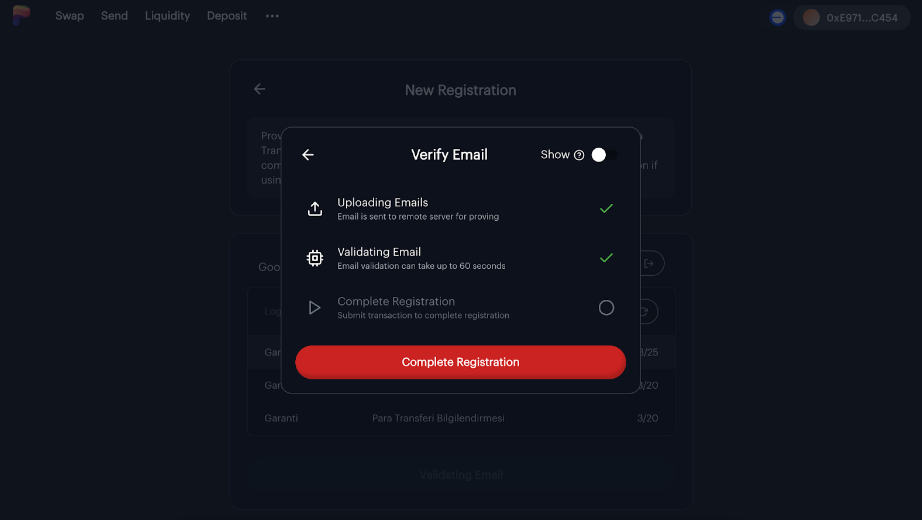 Swap Send Liquidity Deposit ...
0xE971...C454
New Registration
Prov
Tran
com on if
usin
Verify Email
Show
Uploading Emails
Email is sent to remote server for proving
Validating Email
Email validation can take up to 60 seconds
Complete Registration
Submit transaction to complete registration
Complete Registration
Goo
Log
Gar 3/25
Gar 3/20
Garanti Para Transferi Bilgilendirmesi 3/20
Validating Email